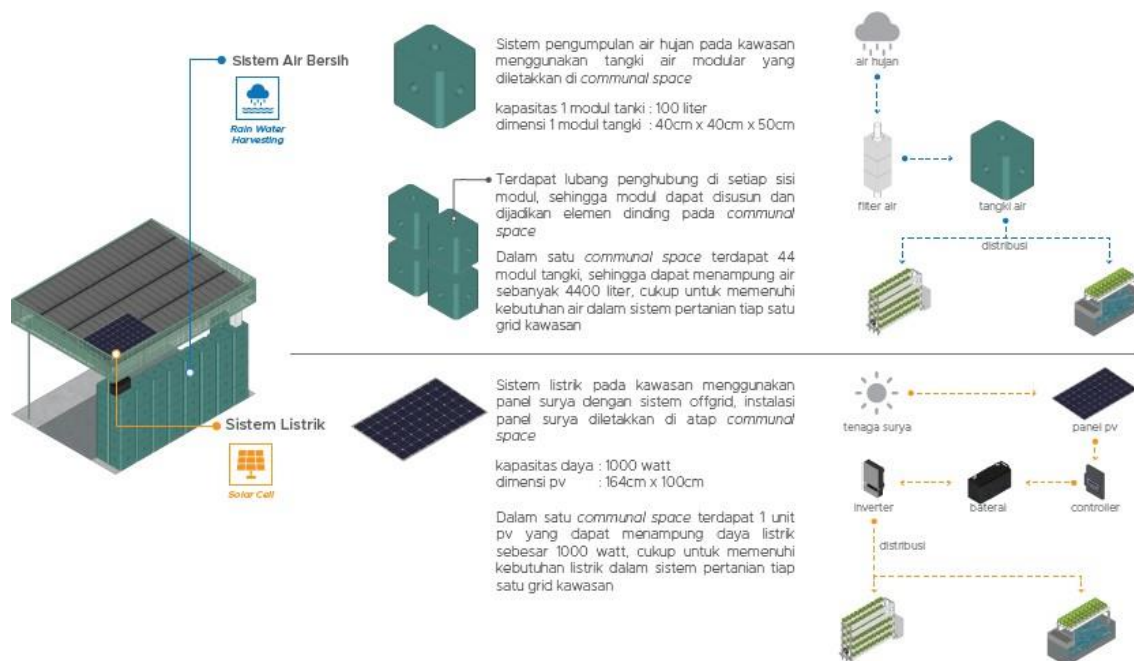 Sistem Air Bersih
Rain Water
Harvesting
Sistem pengumpulan air hujan pada kawasan
menggunakan tangki air modular yang
diletakkan di communal space
kapasitas 1 modul tanki : 100 liter
dimensi 1 modul tangki : 40cm x 40cm x 50cm
Terdapat lubang penghubung di setiap sisi
modul, sehingga modul dapat disusun dan
dijadikan elemen dinding pada communal
space
Dalam satu communal space terdapat 44
modul tangki, sehingga dapat menampung air
sebanyak 4400 liter, cukup untuk memenuhi
kebutuhan air dalam sistem pertanian tiap satu
grid kawasan
air hujan
filter air
tangki air
distribusi
Sistem Listrik
Solar Cell
Sistem listrik pada kawasan menggunakan
panel surya dengan sistem offgrid, instalasi
panel surya diletakkan di atap communal
space
kapasitas daya : 1000 watt
dimensi pv : 164cm x 100cm
Dalam satu communal space terdapat 1 unit
pv yang dapat menampung daya listrik
sebesar 1000 watt, cukup untuk memenuhi
kebutuhan listrik dalam sistem pertanian tiap
satu grid kawasan
tenaga surya
panel pv
inverter
baterai
controller
distribusi